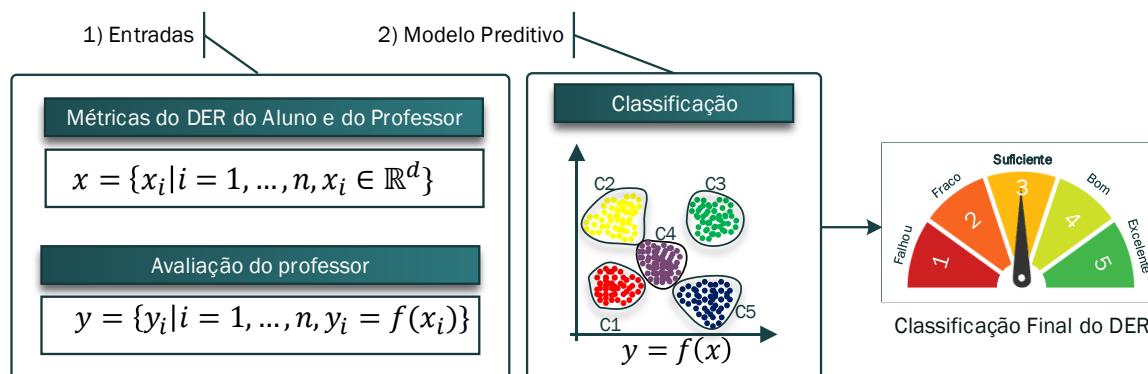 1) Entradas
2) Modelo Preditivo
Métricas do DER do Aluno e do Professor
x = {x_i|i = 1, ..., n, x_i ∈ ℝ^d}
Avaliação do professor
y = {y_i|i = 1, ..., n, y_i = f(x_i)}
Classificação
C2
C3
C4
C1
C5
y = f(x)
Suficiente
Fraco
Bom
Falhou
Excelente
1
2
3
4
5
Classificação Final do DER